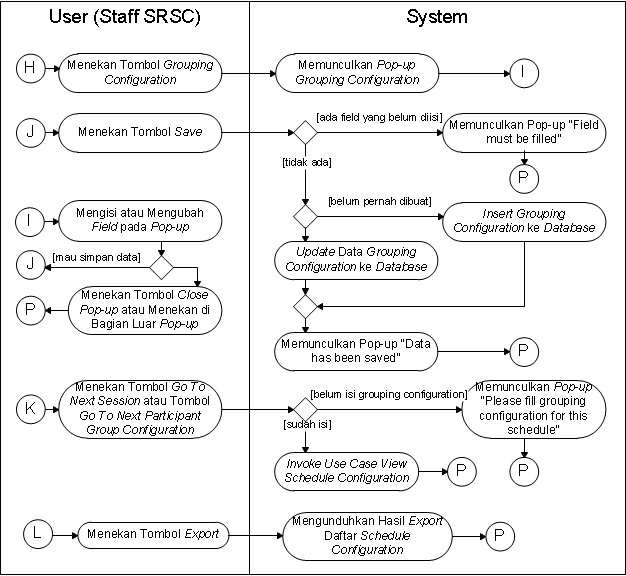 User (Staff SRSC)
System
H
Menekan Tombol Grouping
Configuration
Memunculkan Pop-up
Grouping Configuration
I
J
Menekan Tombol Save
[ada field yang belum diisi]
Memunculkan Pop-up "Field
must be filled"
[tidak ada]
P
I
Mengisi atau Mengubah
Field pada Pop-up
[belum pernah dibuat]
Insert Grouping
Configuration ke Database
J
[mau simpan data]
Update Data Grouping
Configuration ke Database
P
Menekan Tombol Close
Pop-up atau Menekan di
Bagian Luar Pop-up
Memunculkan Pop-up "Data
has been saved"
P
K
Menekan Tombol Go To
Next Session atau Tombol
Go To Next Participant
Group Configuration
[belum isi grouping configuration]
[sudah isi]
Memunculkan Pop-up
"Please fill grouping
configuration for this
schedule"
Invoke Use Case View
Schedule Configuration
P
P
L
Menekan Tombol Export
Mengunduhkan Hasil Export
Daftar Schedule
Configuration
P